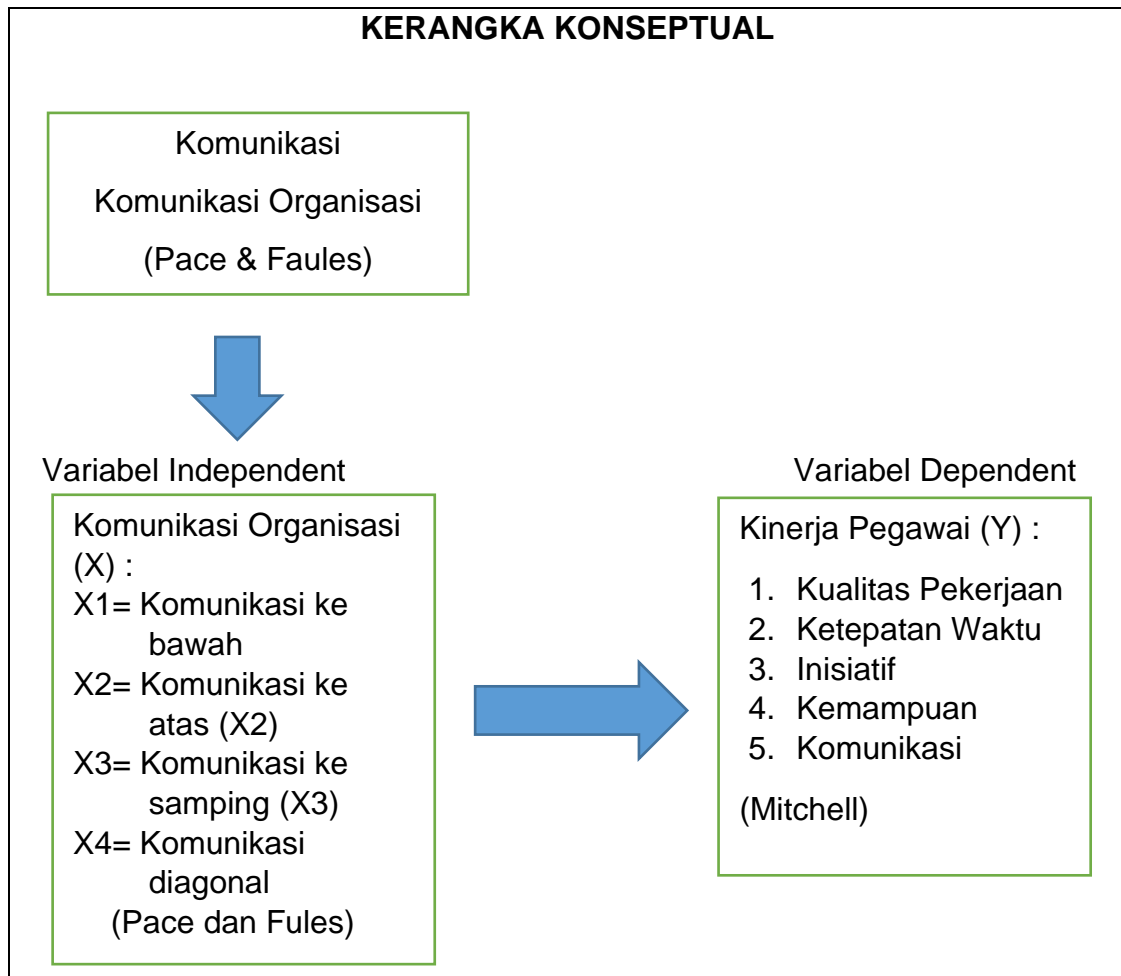 KERANGKA KONSEPTUAL
Komunikasi
Komunikasi Organisasi
(Pace & Faules)
Variabel Independent
Komunikasi Organisasi
(X) :
X1= Komunikasi ke
bawah
X2= Komunikasi ke
atas (X2)
X3= Komunikasi ke
samping (X3)
X4= Komunikasi
diagonal
(Pace dan Fules)
Variabel Dependent
Kinerja Pegawai (Y) :
1. Kualitas Pekerjaan
2. Ketepatan Waktu
3. Inisiatif
4. Kemampuan
5. Komunikasi
(Mitchell)